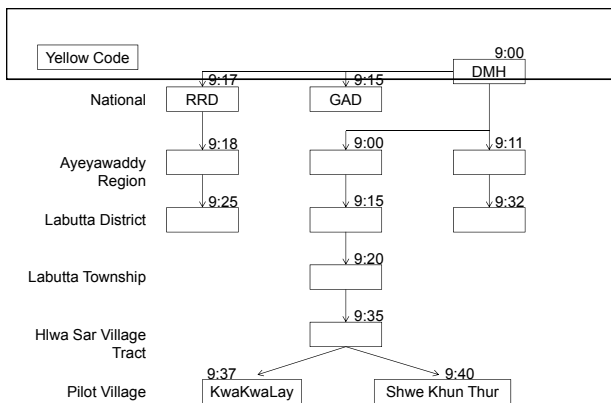 9:00
Yellow Code
DMH
9:17
9:15
National
RRD
GAD
9:18
9:00
9:11
Ayeyawaddy
Region
9:25
9:15
9:32
Labutta District
9:20
Labutta Township
9:35
Hlwa Sar Village
Tract
9:37
9:40
Pilot Village
KwaKwaLay
Shwe Khun Thur